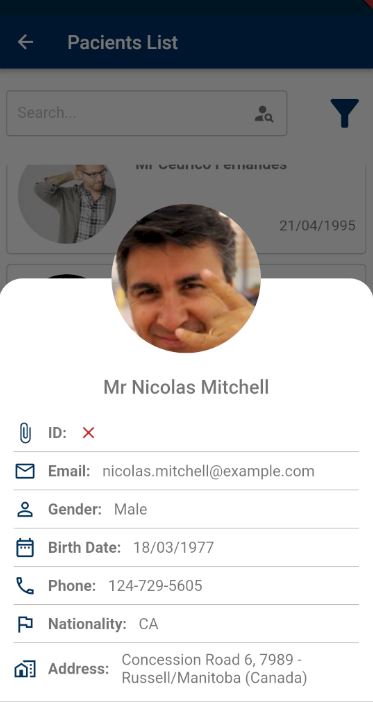 Pacients List
Search...
Mr Cedrico Fernandes
21/04/1995
Mr Nicolas Mitchell
ID:
Email: nicolas.mitchell@example.com
Gender: Male
Birth Date: 18/03/1977
Phone: 124-729-5605
Nationality: CA
Address: Concession Road 6, 7989 -
Russell/Manitoba (Canada)